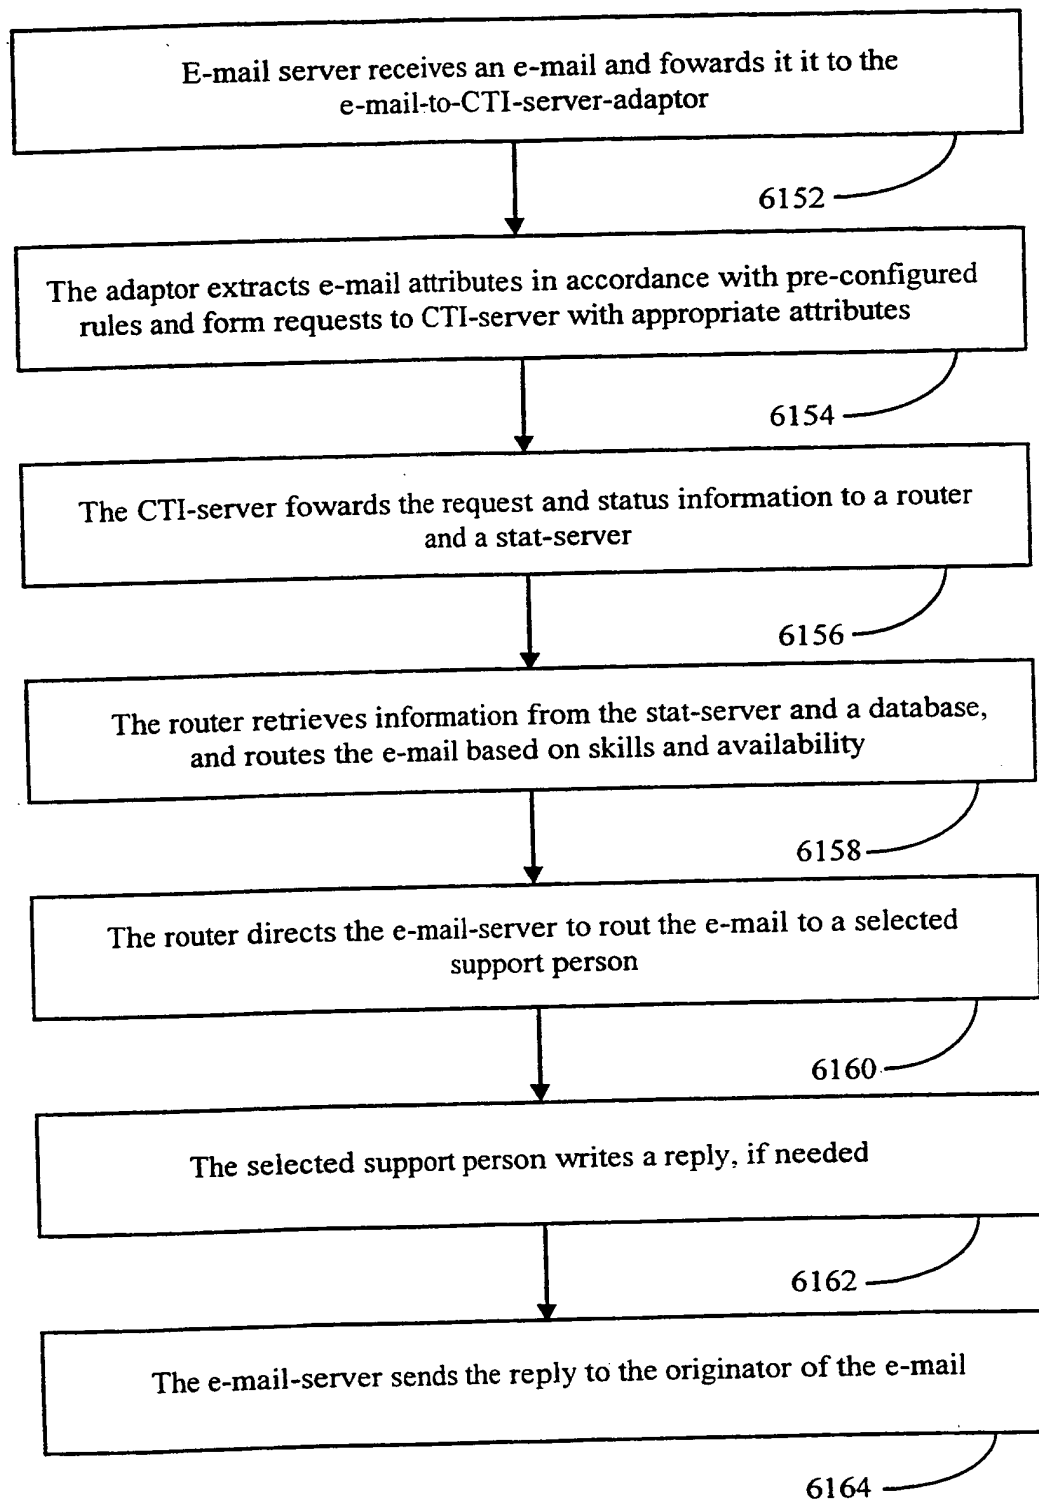 E-mail server receives an e-mail and fowards it it to the
e-mail-to-CTI-server-adaptor
6152
The adaptor extracts e-mail attributes in accordance with pre-configured
rules and form requests to CTI-server with appropriate attributes
6154
The CTI-server fowards the request and status information to a router
and a stat-server
6156
The router retrieves information from the stat-server and a database,
and routes the e-mail based on skills and availability
6158
The router directs the e-mail-server to rout the e-mail to a selected
support person
6160
The selected support person writes a reply, if needed
6162
The e-mail-server sends the reply to the originator of the e-mail
6164